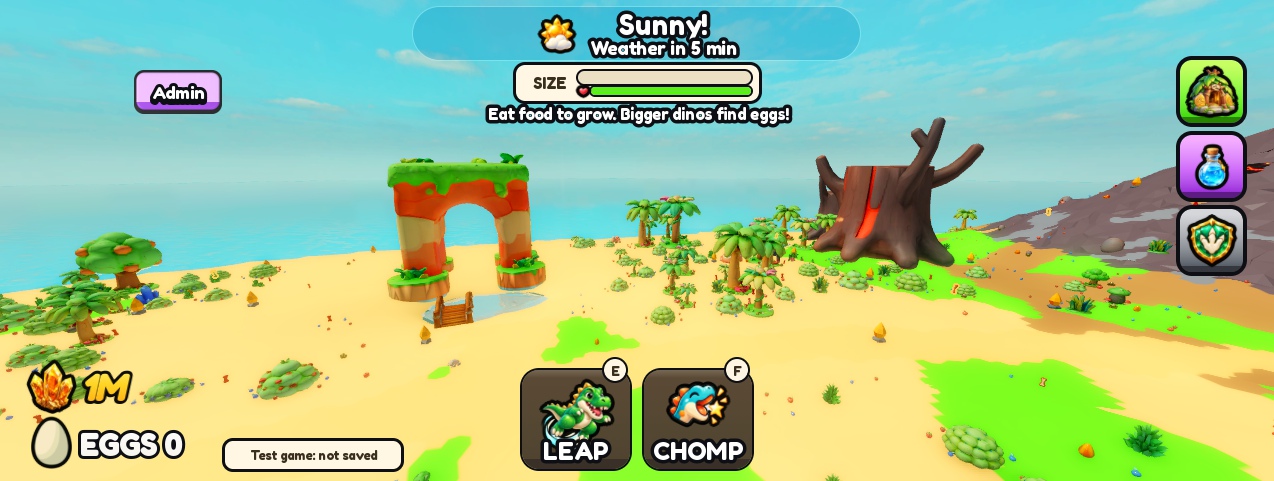 Sunny!
Weather in 5 min
Admin
SIZE
Eat food to grow. Bigger dinos find eggs!
1M
EGGS 0
Test game: not saved
E
LEAP
F
CHOMP